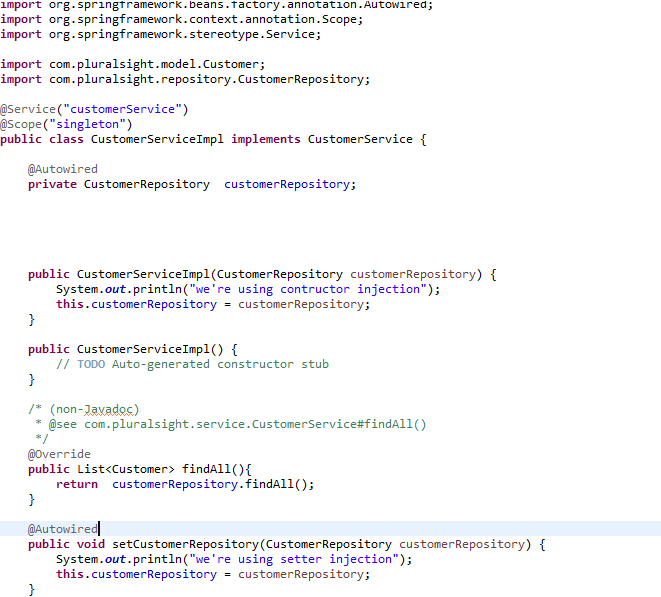 import org.springframework.beans.factory.annotation.Autowired;
import org.springframework.context.annotation.Scope;
import org.springframework.stereotype.Service;
import com.pluralsight.model.Customer;
import com.pluralsight.repository.CustomerRepository;
@Service("customerService")
@Scope("singleton")
public class CustomerServiceImpl implements CustomerService {
@Autowired
private CustomerRepository  customerRepository;
public CustomerServiceImpl(CustomerRepository customerRepository) {
System.out.println("we're using contructor injection");
this.customerRepository = customerRepository;
}
public CustomerServiceImpl() {
// TODO Auto-generated constructor stub
}
/* (non-Javadoc)
* @see com.pluralsight.service.CustomerService#findAll()
*/
@Override
public List<Customer> findAll(){
return  customerRepository.findAll();
}
@Autowired
public void setCustomerRepository(CustomerRepository customerRepository) {
System.out.println("we're using setter injection");
this.customerRepository = customerRepository;
}